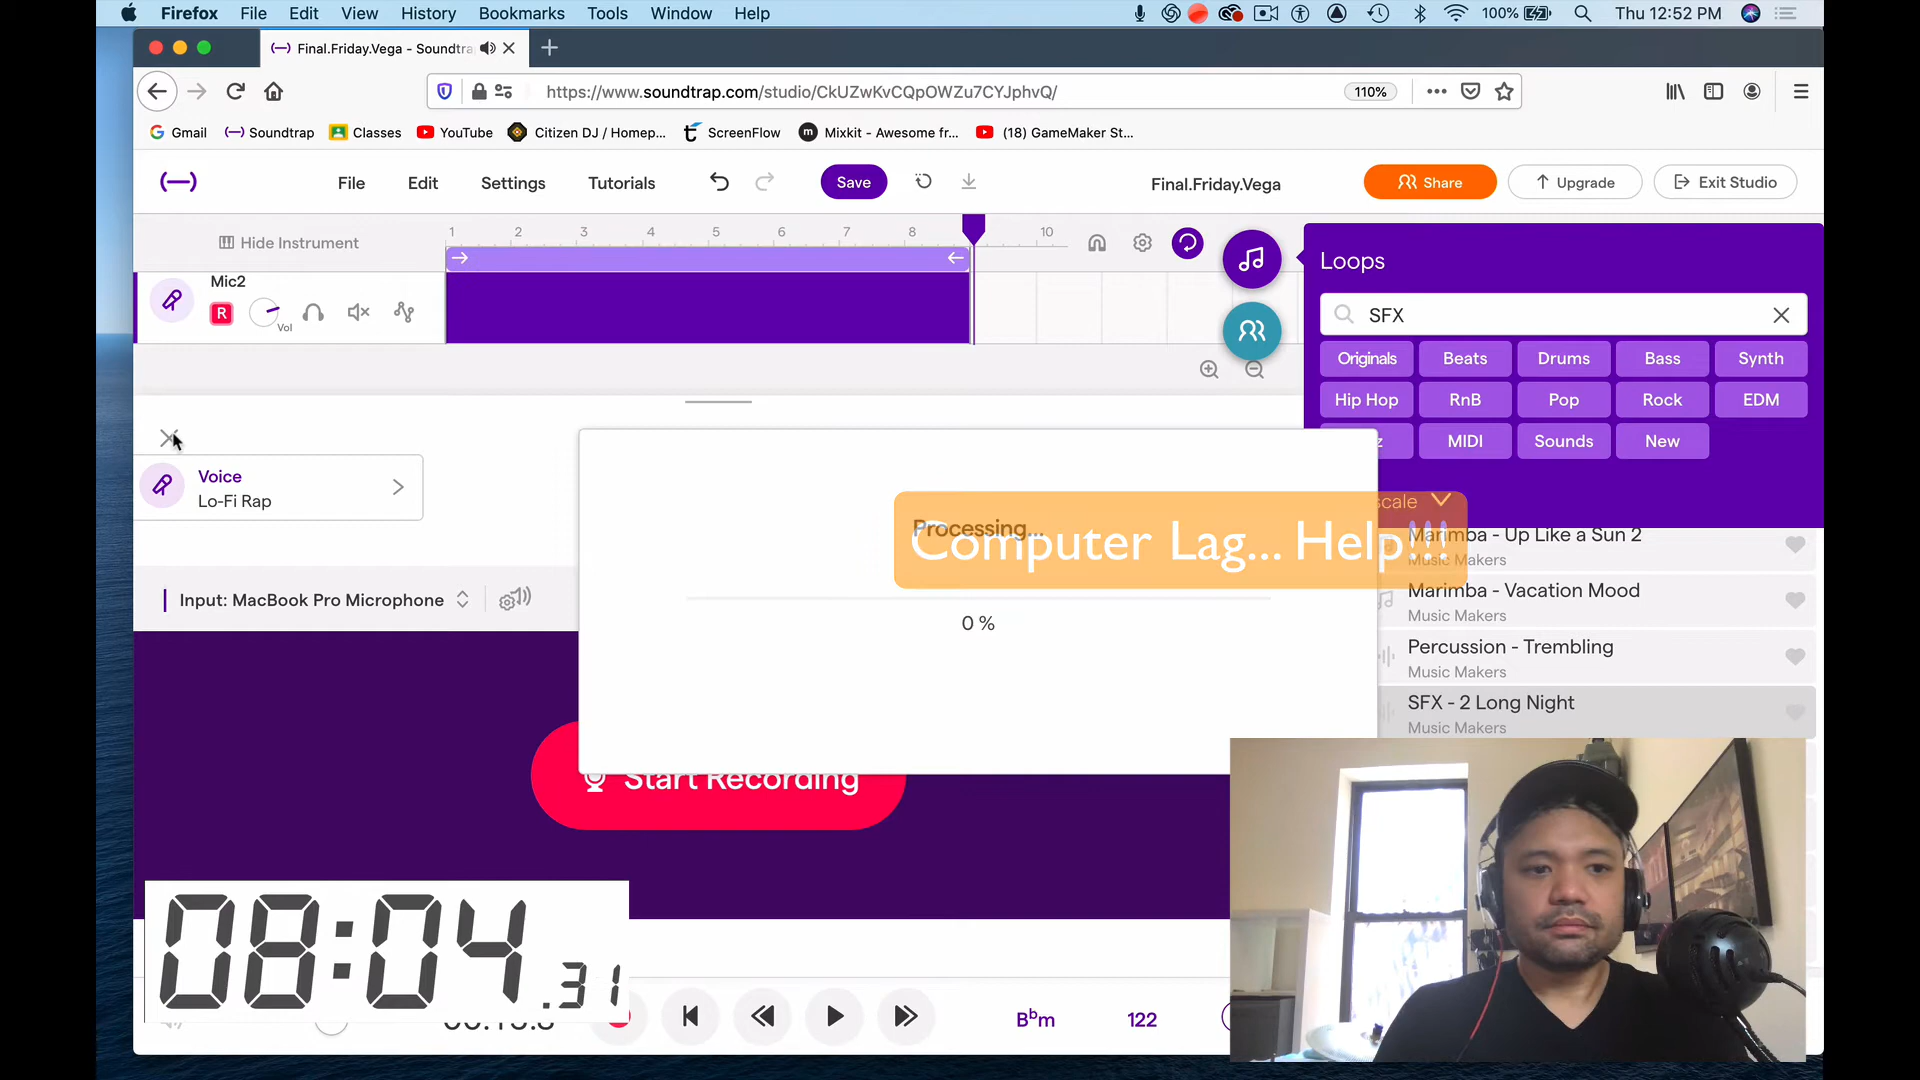 Firefox File Edit View History Bookmarks Tools Window Help
100% Thu 12:52 PM
Final.Friday.Vega - Soundtra
https://www.soundtrap.com/studio/CkUZwKvCQpOWZu7CYJphvQ/
110%
Gmail Soundtrap Classes YouTube Citizen DJ / Homep... ScreenFlow Mixkit - Awesome fr... (18) GameMaker St...
File Edit Settings Tutorials Save Final.Friday.Vega Share Upgrade Exit Studio
Hide Instrument
1 2 3 4 5 6 7 8 10
Mic2
R
Vol
Loops
SFX
Originals Beats Drums Bass Synth
Hip Hop RnB Pop Rock EDM
z MIDI Sounds New
scale
Voice
Lo-Fi Rap
Processing...
Computer Lag... Help!!!
0 %
Input: MacBook Pro Microphone
Start Recording
Marimba - Up Like a Sun 2
Music Makers
Marimba - Vacation Mood
Music Makers
Percussion - Trembling
Music Makers
SFX - 2 Long Night
Music Makers
08:04.31
Bbm 122